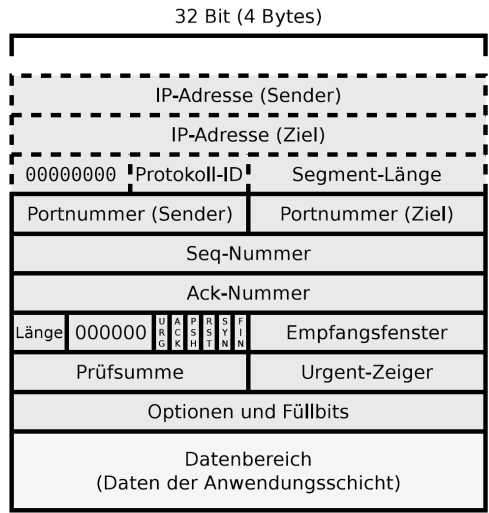 32 Bit (4 Bytes)
IP-Adresse (Sender)
IP-Adresse (Ziel)
00000000 Protokoll-ID Segment-Länge
Portnummer (Sender) Portnummer (Ziel)
Seq-Nummer
Ack-Nummer
Länge 000000 URG ACK PSH RST SYN FIN Empfangsfenster
Prüfsumme Urgent-Zeiger
Optionen und Füllbits
Datenbereich
(Daten der Anwendungsschicht)